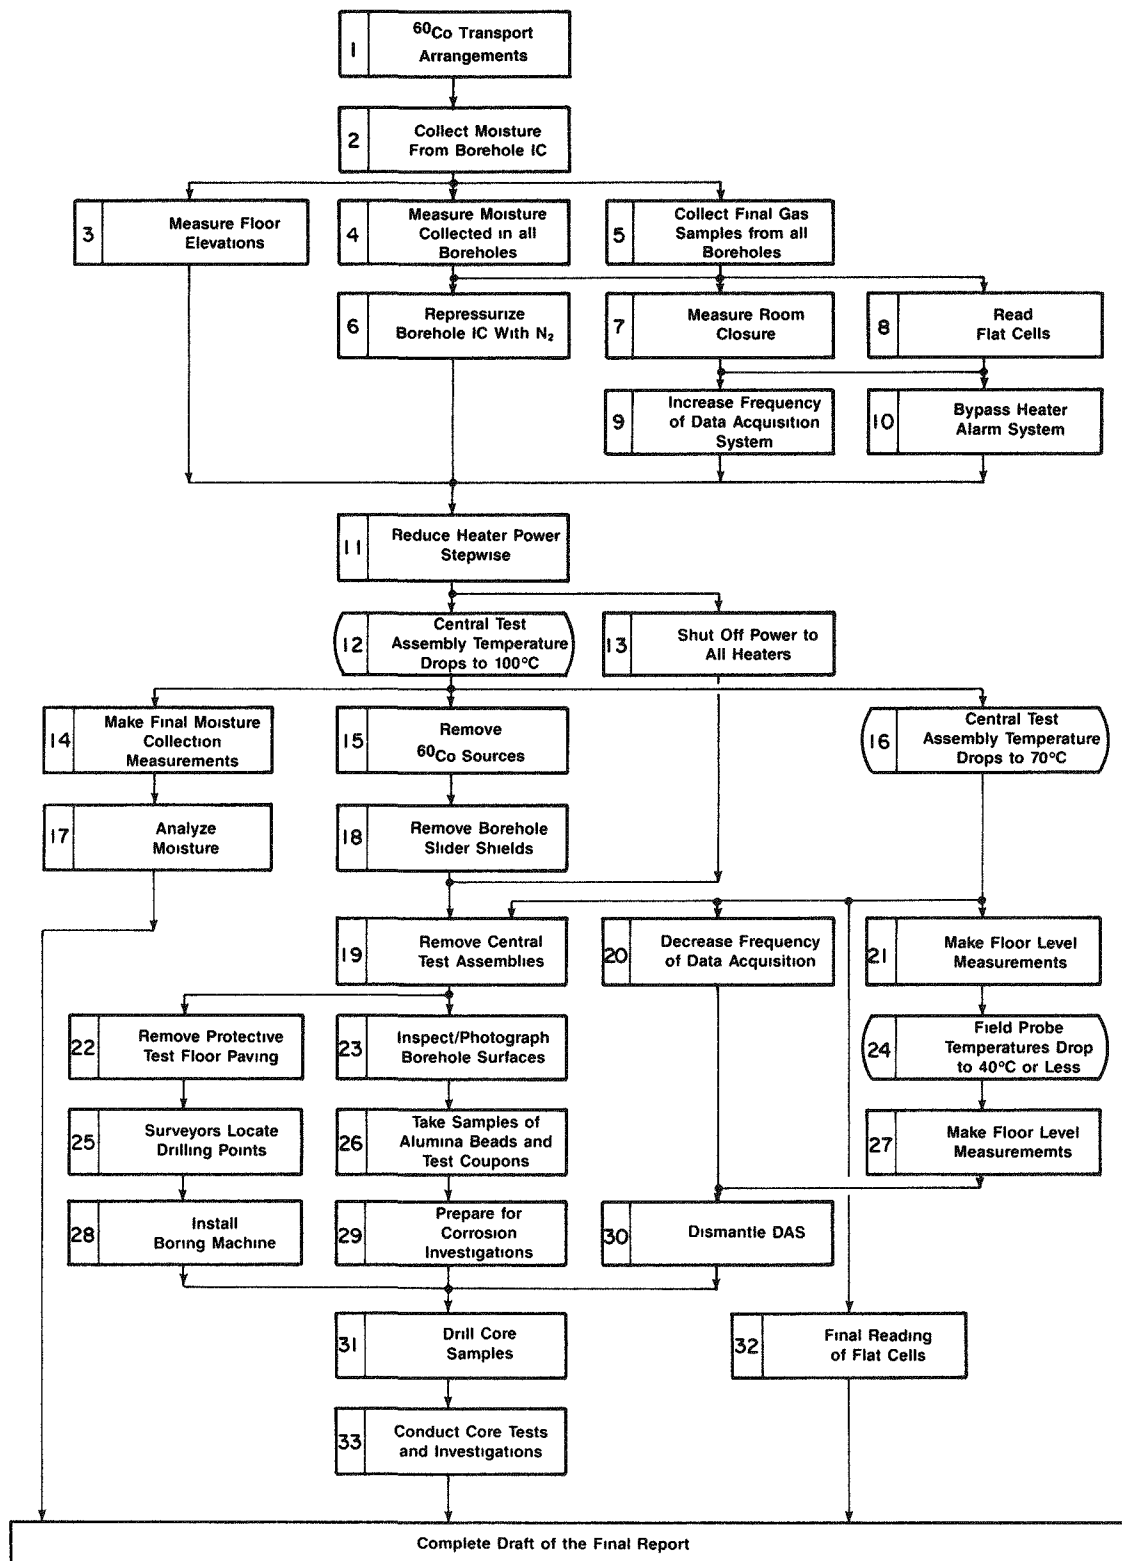 1
60Co Transport
Arrangements
2
Collect Moisture
From Borehole IC
3
Measure Floor
Elevations
4
Measure Moisture
Collected in all
Boreholes
5
Collect Final Gas
Samples from all
Boreholes
6
Repressurize
Borehole IC With N₂
7
Measure Room
Closure
8
Read
Flat Cells
9
Increase Frequency
of Data Acquisition
System
10
Bypass Heater
Alarm System
11
Reduce Heater Power
Stepwise
12
Central Test
Assembly Temperature
Drops to 100°C
13
Shut Off Power to
All Heaters
14
Make Final Moisture
Collection
Measurements
15
Remove
60Co Sources
16
Central Test
Assembly Temperature
Drops to 70°C
17
Analyze
Moisture
18
Remove Borehole
Slider Shields
19
Remove Central
Test Assemblies
20
Decrease Frequency
of Data Acquisition
21
Make Floor Level
Measurements
22
Remove Protective
Test Floor Paving
23
Inspect/Photograph
Borehole Surfaces
24
Field Probe
Temperatures Drop
to 40°C or Less
25
Surveyors Locate
Drilling Points
26
Take Samples of
Alumina Beads and
Test Coupons
27
Make Floor Level
Measurememts
28
Install
Boring Machine
29
Prepare for
Corrosion
Investigations
30
Dismantle DAS
31
Drill Core
Samples
32
Final Reading
of Flat Cells
33
Conduct Core Tests
and Investigations
Complete Draft of the Final Report